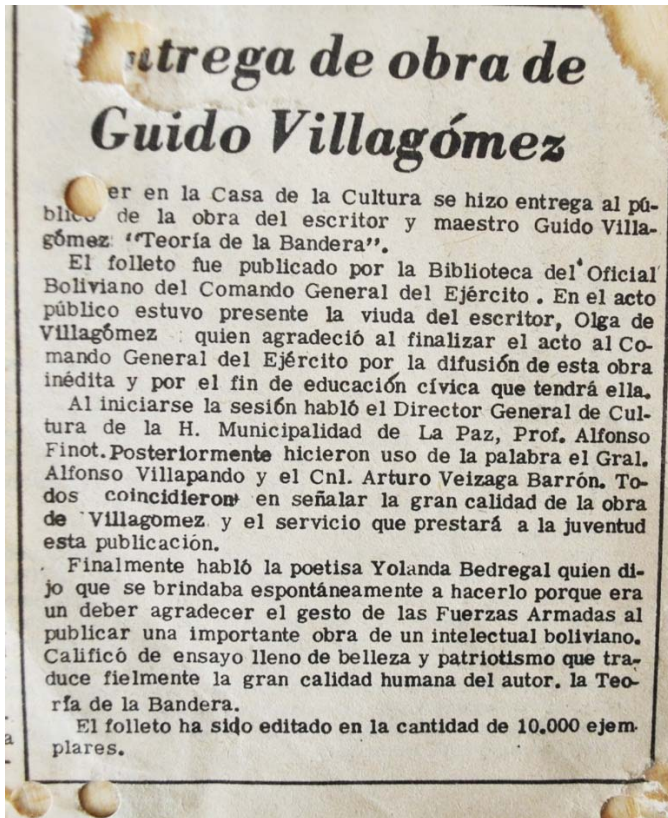 ntrega de obra de
Guido Villagómez
er en la Casa de la Cultura se hizo entrega al pú-
blico de la obra del escritor y maestro Guido Villa-
gómez "Teoría de la Bandera".
El folleto fue publicado por la Biblioteca del Oficial
Boliviano del Comando General del Ejército. En el acto
público estuvo presente la viuda del escritor, Olga de
Villagómez quien agradeció al finalizar el acto al Co-
mando General del Ejército por la difusión de esta obra
inédita y por el fin de educación cívica que tendrá ella.
Al iniciarse la sesión habló el Director General de Cul-
tura de la H. Municipalidad de La Paz, Prof. Alfonso
Finot. Posteriormente hicieron uso de la palabra el Gral.
Alfonso Villapando y el Cnl. Arturo Veizaga Barrón. To-
dos coincidieron en señalar la gran calidad de la obra
de Villagomez y el servicio que prestará a la juventud
esta publicación.
Finalmente habló la poetisa Yolanda Bedregal quien di-
jo que se brindaba espontáneamente a hacerlo porque era
un deber agradecer el gesto de las Fuerzas Armadas al
publicar una importante obra de un intelectual boliviano.
Calificó de ensayo lleno de belleza y patriotismo que tra-
duce fielmente la gran calidad humana del autor. la Teo-
ría de la Bandera.
El folleto ha sido editado en la cantidad de 10.000 ejem-
plares.